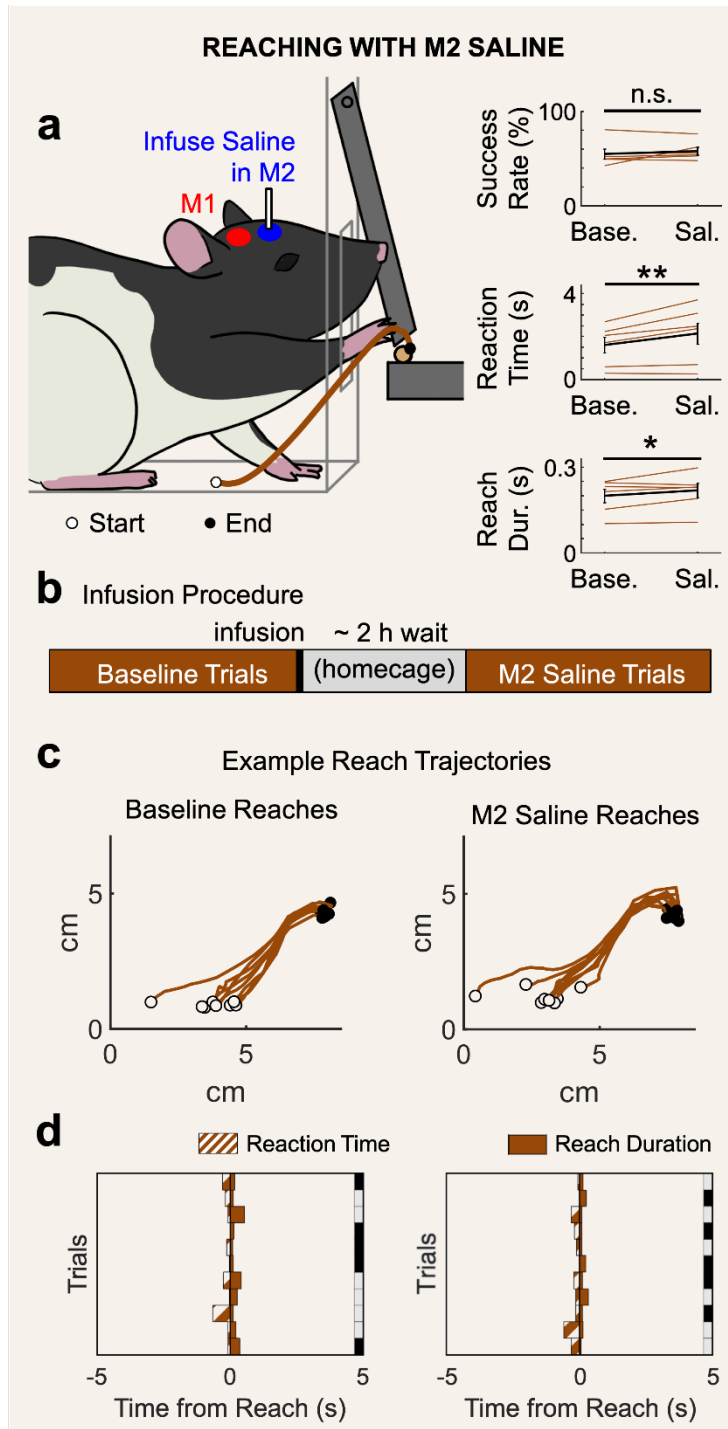 REACHING WITH M2 SALINE
a
Infuse Saline
in M2
M1
Start
End
n.s.
Success
Rate (%)
100
0
Base.
Sal.
**
Reaction
Time (s)
4
0
Base.
Sal.
*
Reach
Dur. (s)
0.3
0
Base.
Sal.
b
Infusion Procedure
infusion
~ 2 h wait
Baseline Trials
(homecage)
M2 Saline Trials
c
Example Reach Trajectories
Baseline Reaches
cm
5
0
0
5
cm
M2 Saline Reaches
cm
5
0
0
5
cm
d
Reaction Time
Reach Duration
Trials
-5
0
5
Time from Reach (s)
Trials
-5
0
5
Time from Reach (s)